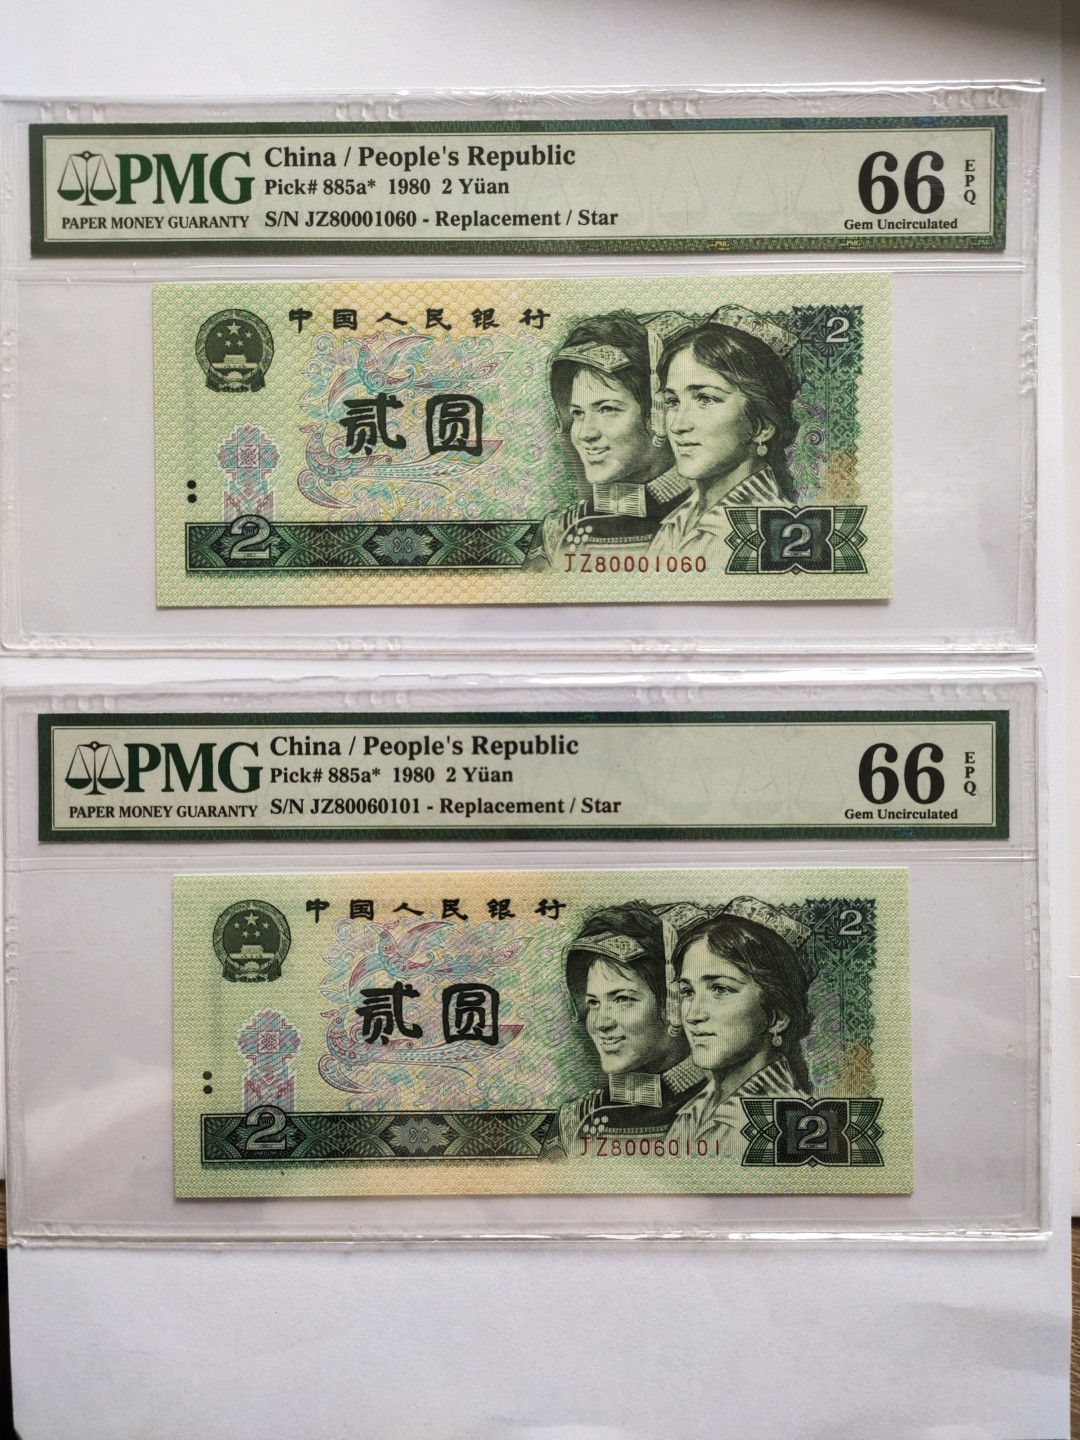 PMG
PAPER MONEY GUARANTY
China / People's Republic
Pick# 885a* 1980 2 Yüan
S/N JZ80001060 - Replacement / Star
66
EPQ
Gem Uncirculated
中国人民银行
2
贰圆
2
JZ80001060
2
PMG
PAPER MONEY GUARANTY
China / People's Republic
Pick# 885a* 1980 2 Yüan
S/N JZ80060101 - Replacement / Star
66
EPQ
Gem Uncirculated
中国人民银行
2
贰圆
2
JZ80060101
2